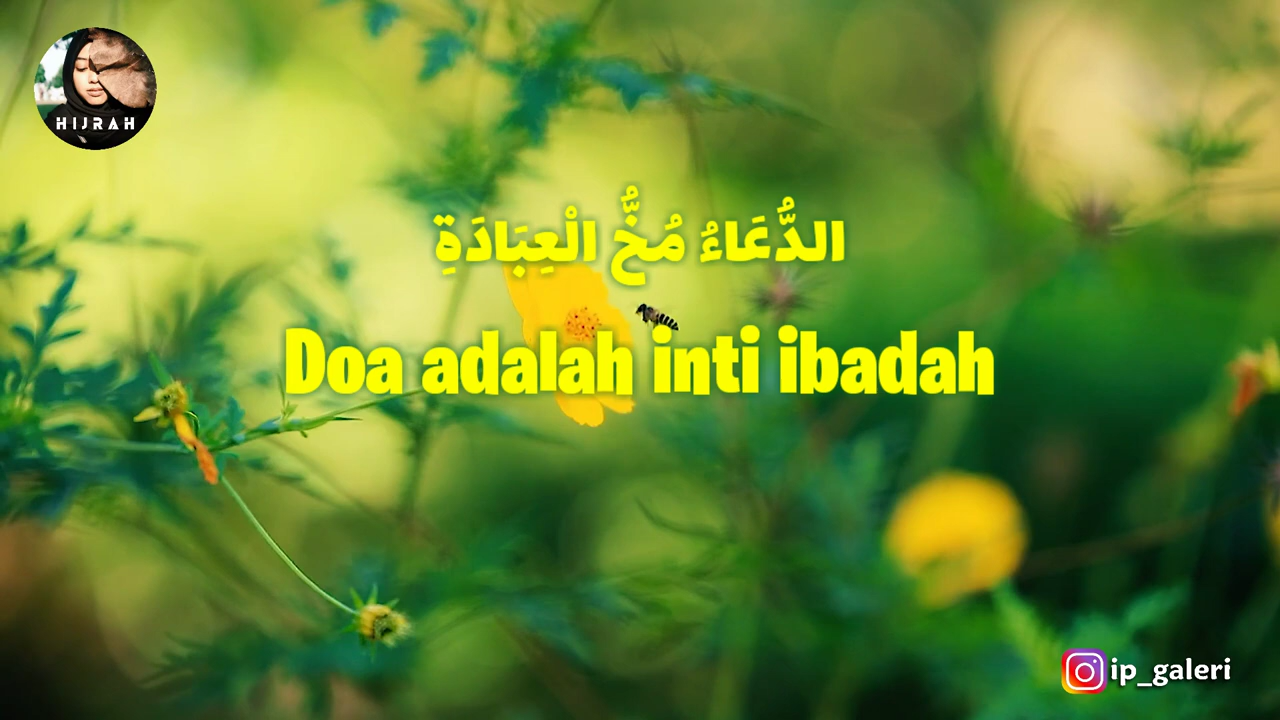 HIJRAH
الدُّعَاءُ مُخُّ الْعِبَادَةِ
Doa adalah inti ibadah
ip_galeri